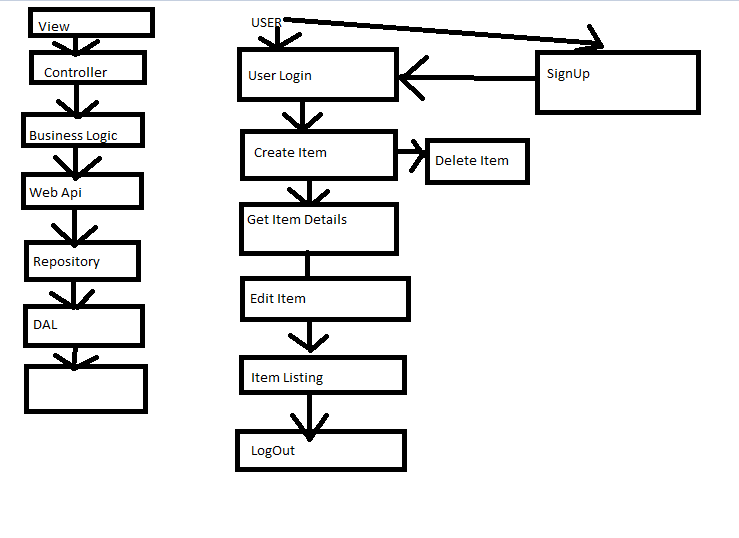 View
Controller
Business Logic
Web Api
Repository
DAL
USER
User Login
SignUp
Create Item
Delete Item
Get Item Details
Edit Item
Item Listing
LogOut